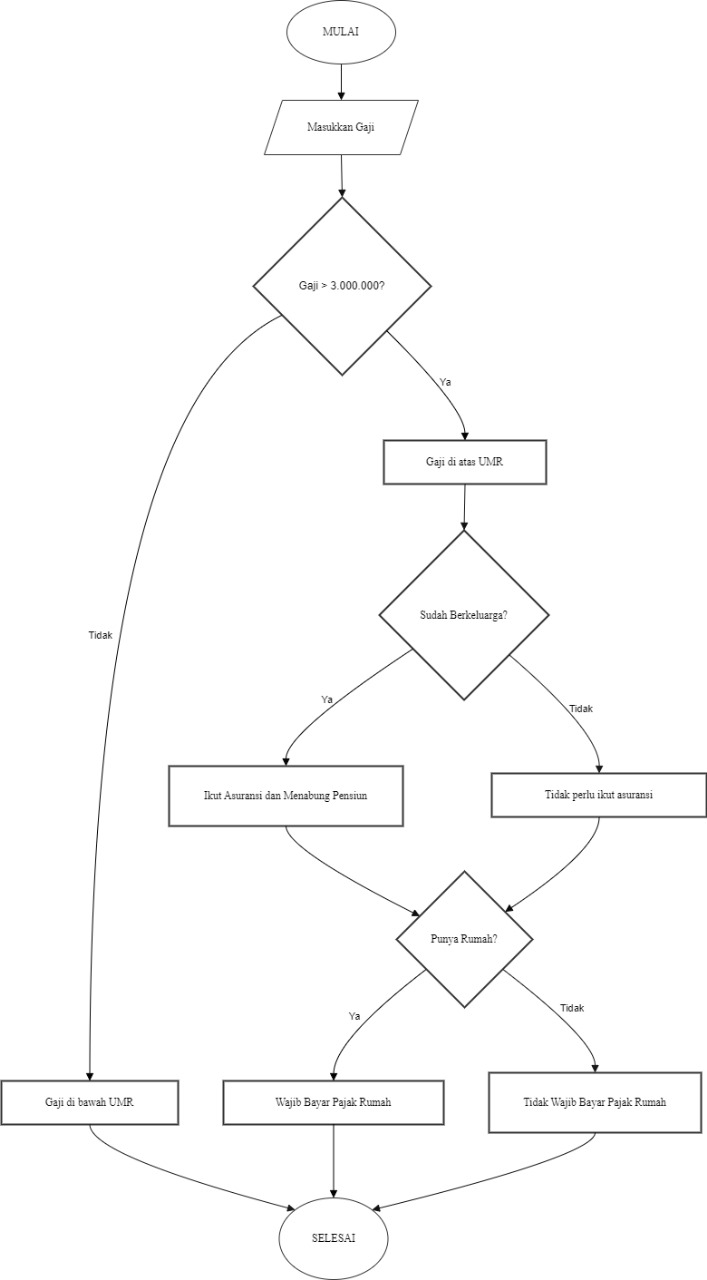 MULAI
Masukkan Gaji
Gaji > 3.000.000?
Ya
Gaji di atas UMR
Sudah Berkeluarga?
Tidak
Ya
Tidak
Ikut Asuransi dan Menabung Pensiun
Tidak perlu ikut asuransi
Punya Rumah?
Ya
Tidak
Gaji di bawah UMR
Wajib Bayar Pajak Rumah
Tidak Wajib Bayar Pajak Rumah
SELESAI